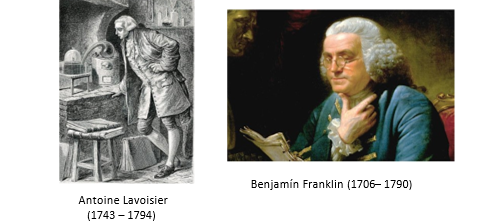 Antoine Lavoisier
(1743 – 1794)
Benjamín Franklin (1706– 1790)